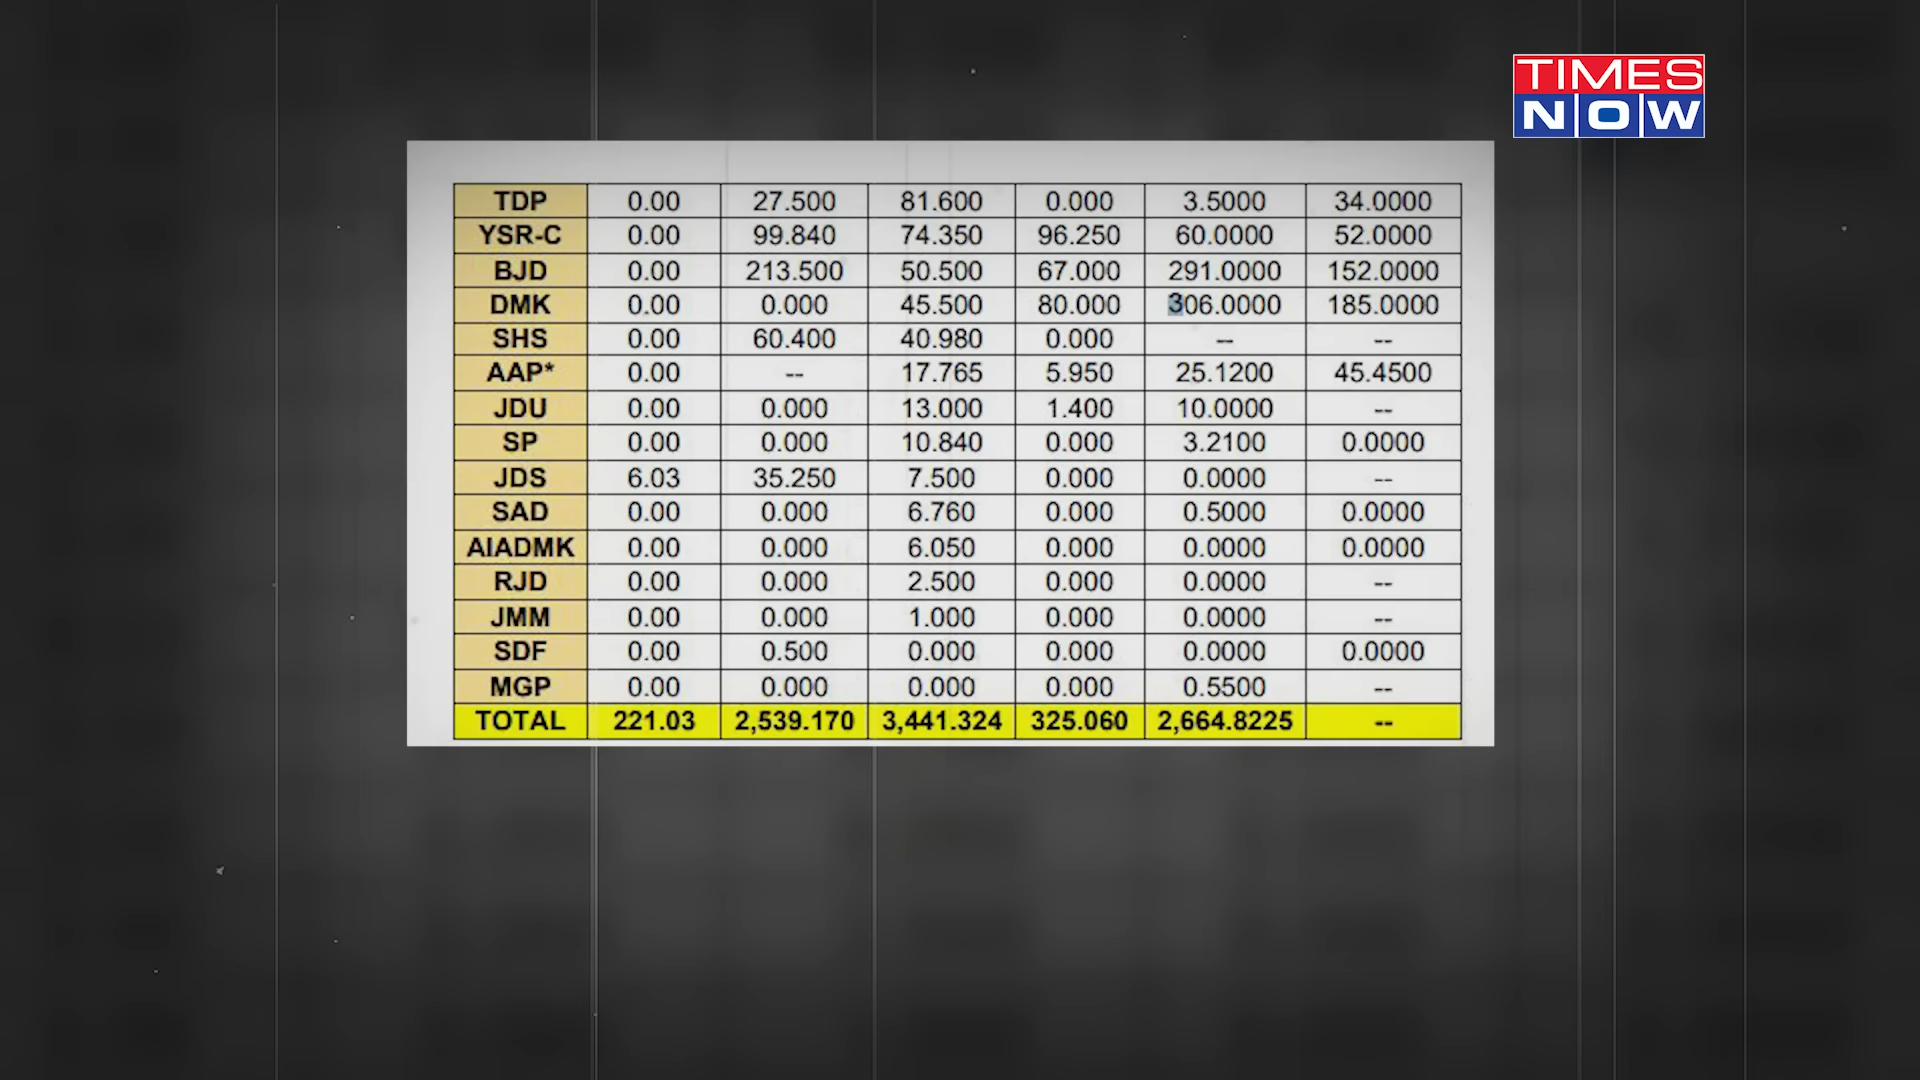 TIMES
NOW
TDP 0.00 27.500 81.600 0.000 3.5000 34.0000
YSR-C 0.00 99.840 74.350 96.250 60.0000 52.0000
BJD 0.00 213.500 50.500 67.000 291.0000 152.0000
DMK 0.00 0.000 45.500 80.000 306.0000 185.0000
SHS 0.00 60.400 40.980 0.000 -- --
AAP* 0.00 -- 17.765 5.950 25.1200 45.4500
JDU 0.00 0.000 13.000 1.400 10.0000 --
SP 0.00 0.000 10.840 0.000 3.2100 0.0000
JDS 6.03 35.250 7.500 0.000 0.0000 --
SAD 0.00 0.000 6.760 0.000 0.5000 0.0000
AIADMK 0.00 0.000 6.050 0.000 0.0000 0.0000
RJD 0.00 0.000 2.500 0.000 0.0000 --
JMM 0.00 0.000 1.000 0.000 0.0000 --
SDF 0.00 0.500 0.000 0.000 0.0000 0.0000
MGP 0.00 0.000 0.000 0.000 0.5500 --
TOTAL 221.03 2,539.170 3,441.324 325.060 2,664.8225 --